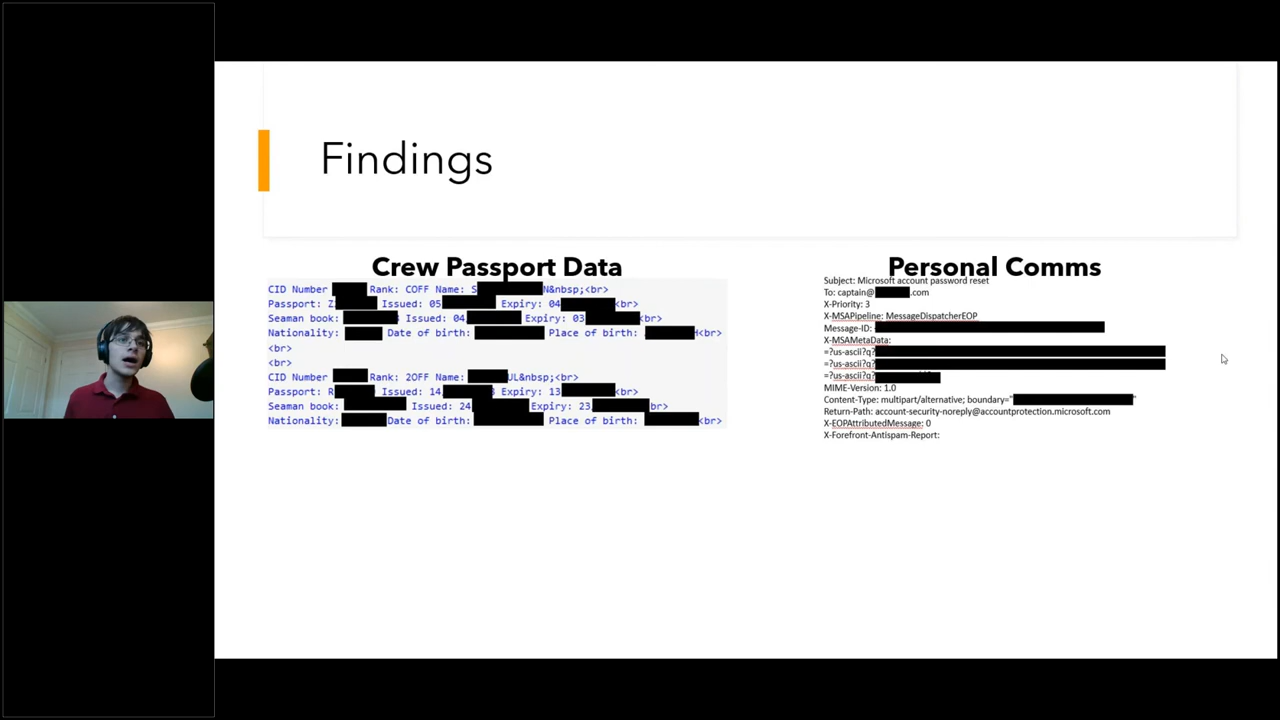 Findings
Crew Passport Data
CID Number Rank: COFF Name: S N&nbsp;<br>
Passport: Z Issued: 05 Expiry: 04 <br>
Seaman book: Issued: 04 Expiry: 03 <br>
Nationality: Date of birth: Place of birth: <br>
<br>
<br>
CID Number Rank: 2OFF Name: UL&nbsp;<br>
Passport: R Issued: 14 Expiry: 13 <br>
Seaman book: Issued: 24 Expiry: 23 br>
Nationality: Date of birth: Place of birth: <br>
Personal Comms
Subject: Microsoft account password reset
To: captain@ .com
X-Priority: 3
X-MSAPipeline: MessageDispatcherEOP
Message-ID:
X-MSAMetaData:
=?us-ascii?q?
=?us-ascii?q?
=?us-ascii?q?
MIME-Version: 1.0
Content-Type: multipart/alternative; boundary=" "
Return-Path: account-security-noreply@accountprotection.microsoft.com
X-EOPAttributedMessage: 0
X-Forefront-Antispam-Report: